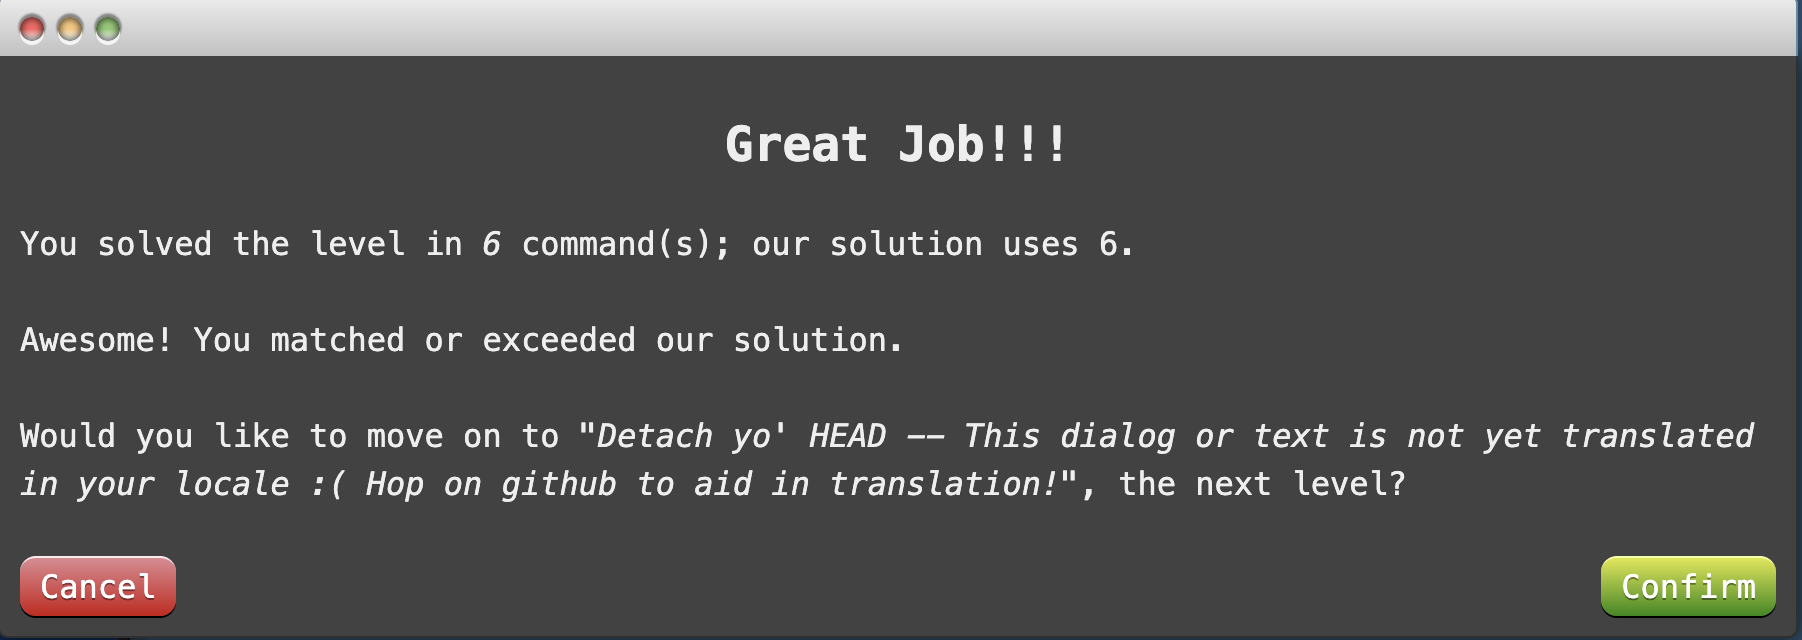 Great Job!!!
You solved the level in 6 command(s); our solution uses 6.
Awesome! You matched or exceeded our solution.
Would you like to move on to "Detach yo' HEAD -- This dialog or text is not yet translated
in your locale :( Hop on github to aid in translation!", the next level?
Cancel
Confirm